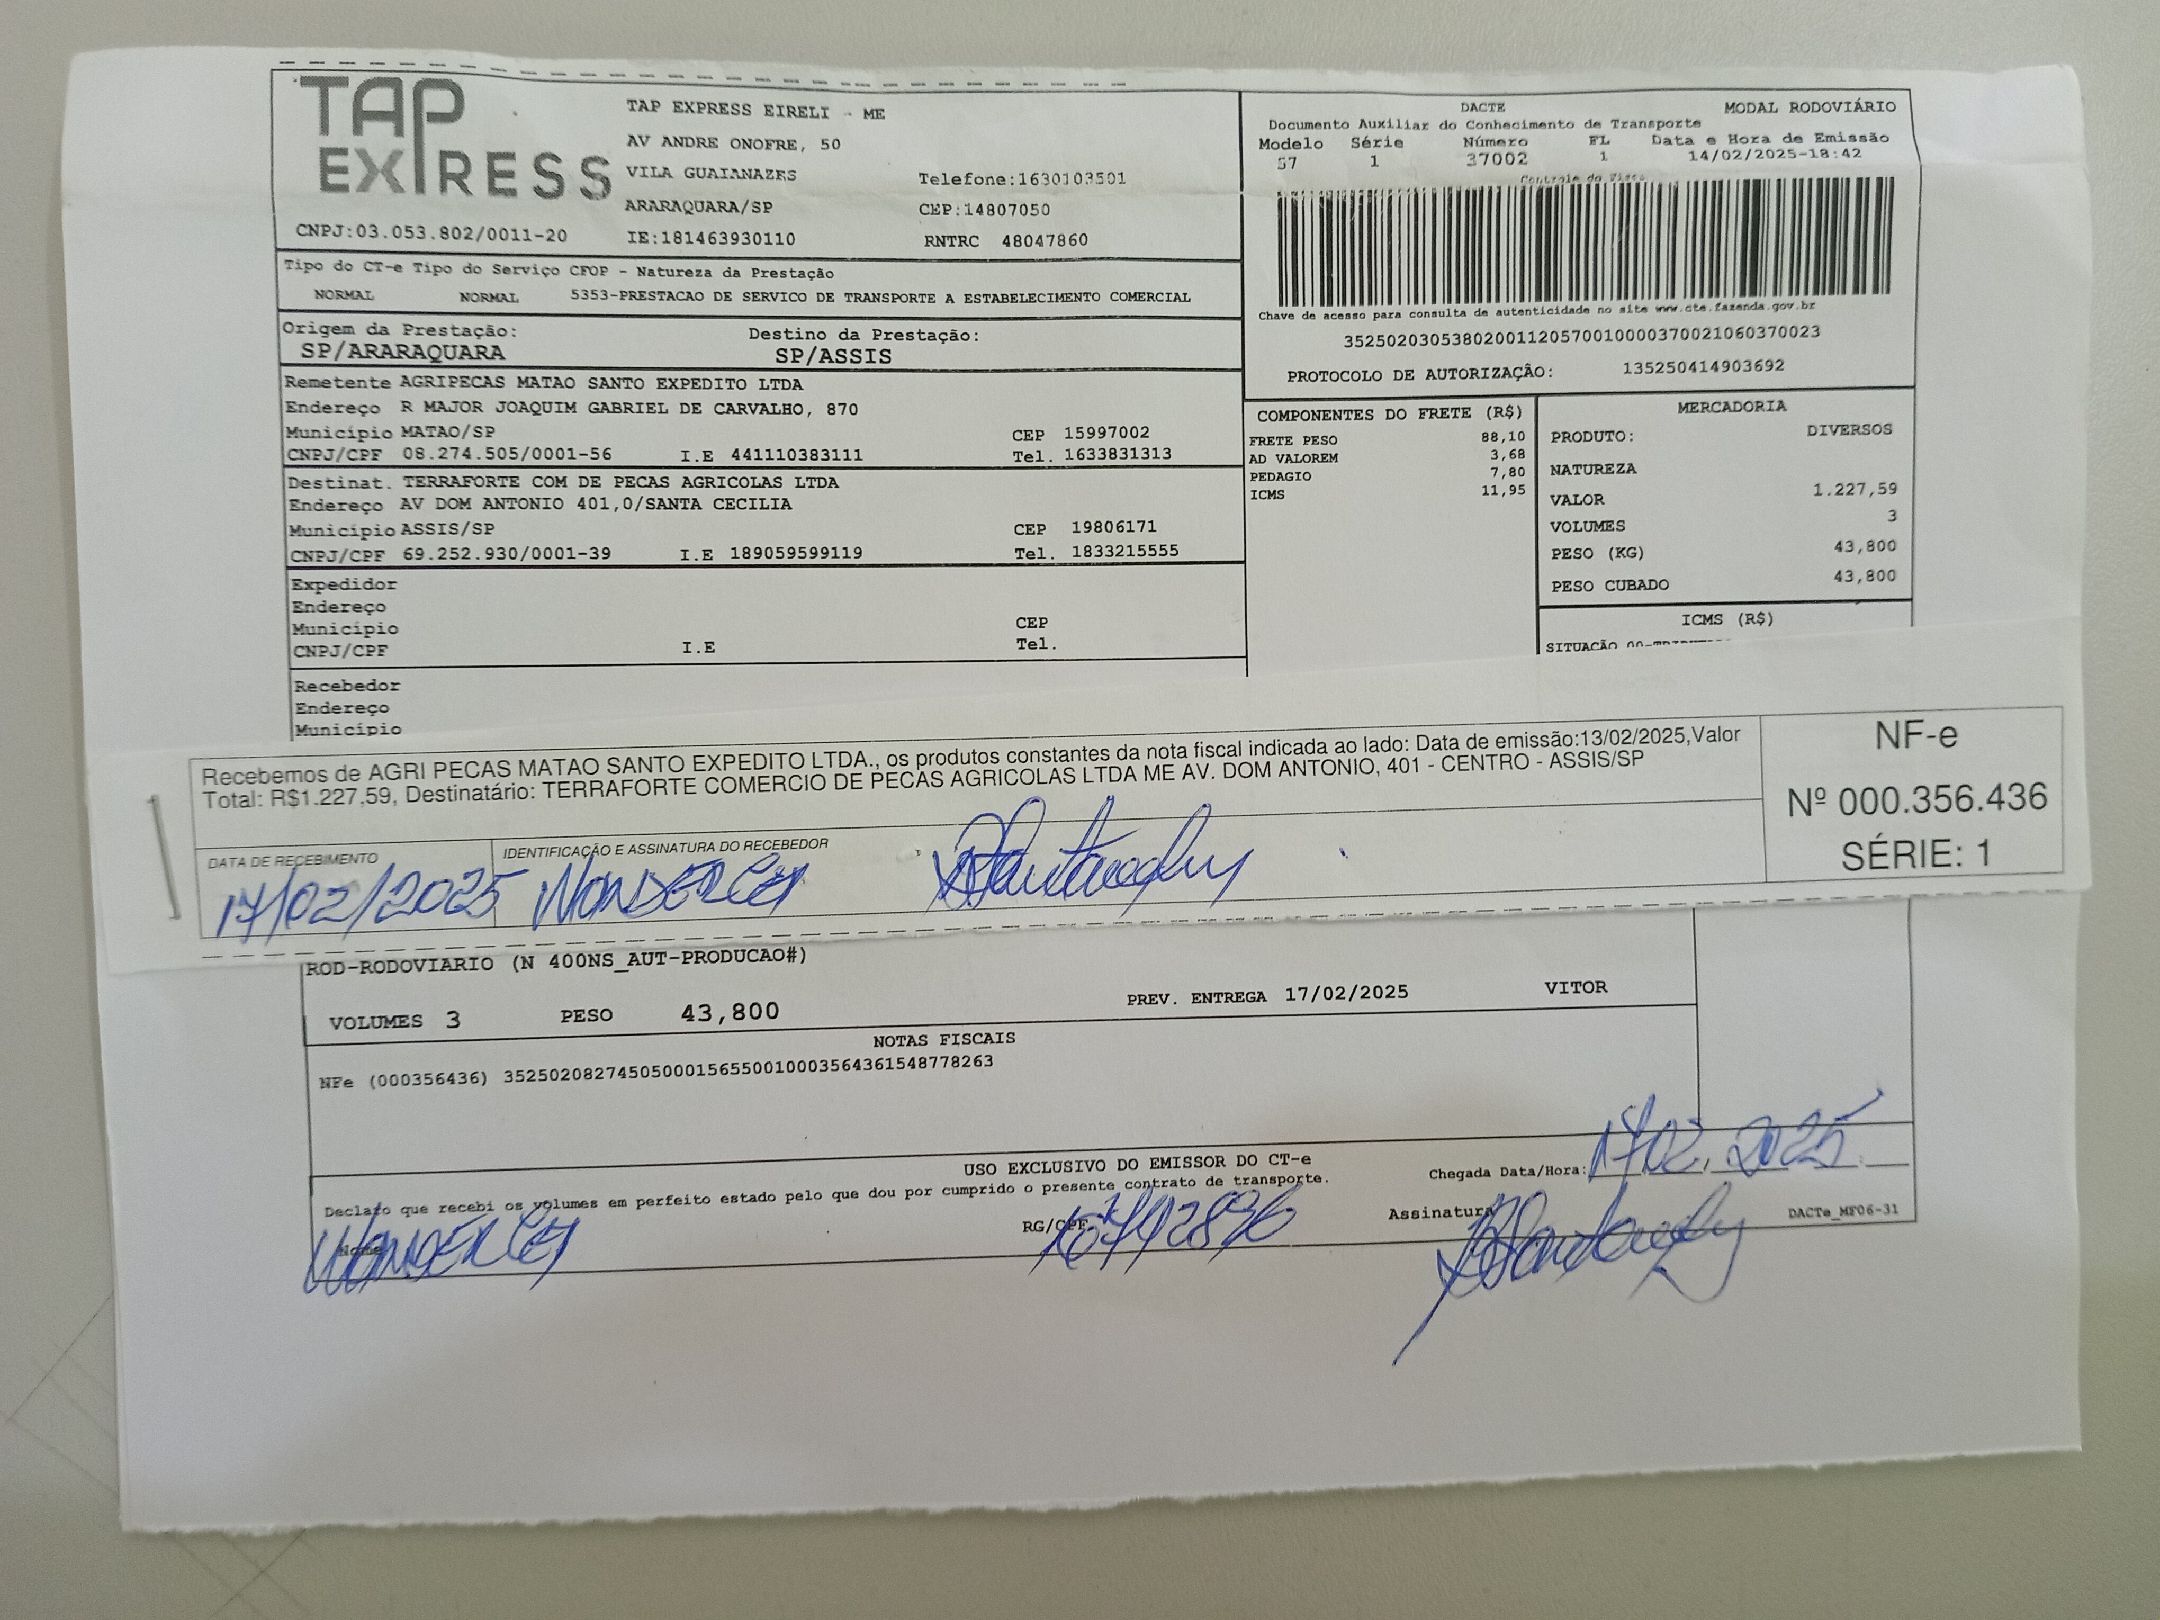 TAP EXPRESS
TAP EXPRESS EIRELI - ME
AV ANDRE ONOFRE, 50
VILA GUAIANAZES Telefone:1630103501
ARARAQUARA/SP CEP:14807050
CNPJ:03.053.802/0011-20 IE:181463930110 RNTRC 48047860
DACTE MODAL RODOVIÁRIO
Documento Auxiliar do Conhecimento de Transporte
Modelo Série Número FL Data e Hora de Emissão
57 1 37002 1 14/02/2025-18:42
Controle do Fisco
Chave de acesso para consulta de autenticidade no site www.cte.fazenda.gov.br
35250203053802001120570010000370021060370023
PROTOCOLO DE AUTORIZAÇÃO: 135250414903692
Tipo do CT-e Tipo do Serviço CFOP - Natureza da Prestação
NORMAL NORMAL 5353-PRESTACAO DE SERVICO DE TRANSPORTE A ESTABELECIMENTO COMERCIAL
Origem da Prestação: Destino da Prestação:
SP/ARARAQUARA SP/ASSIS
Remetente AGRIPECAS MATAO SANTO EXPEDITO LTDA
Endereço R MAJOR JOAQUIM GABRIEL DE CARVALHO, 870
Município MATAO/SP CEP 15997002
CNPJ/CPF 08.274.505/0001-56 I.E 441110383111 Tel. 1633831313
Destinat. TERRAFORTE COM DE PECAS AGRICOLAS LTDA
Endereço AV DOM ANTONIO 401,0/SANTA CECILIA
Município ASSIS/SP CEP 19806171
CNPJ/CPF 69.252.930/0001-39 I.E 189059599119 Tel. 1833215555
Expedidor
Endereço
Município CEP
CNPJ/CPF I.E Tel.
Recebedor
Endereço
Município
COMPONENTES DO FRETE (R$)
FRETE PESO 88,10
AD VALOREM 3,68
PEDAGIO 7,80
ICMS 11,95
MERCADORIA
PRODUTO: DIVERSOS
NATUREZA
VALOR 1.227,59
VOLUMES 3
PESO (KG) 43,800
PESO CUBADO 43,800
ICMS (R$)
SITUAÇÃO
Recebemos de AGRI PECAS MATAO SANTO EXPEDITO LTDA., os produtos constantes da nota fiscal indicada ao lado: Data de emissão:13/02/2025,Valor
Total: R$1.227,59, Destinatário: TERRAFORTE COMERCIO DE PECAS AGRICOLAS LTDA ME AV. DOM ANTONIO, 401 - CENTRO - ASSIS/SP
NF-e
Nº 000.356.436
SÉRIE: 1
DATA DE RECEBIMENTO IDENTIFICAÇÃO E ASSINATURA DO RECEBEDOR
17/02/2025 WANDERLEY
ROD-RODOVIARIO (N 400NS_AUT-PRODUCAO#)
VOLUMES 3 PESO 43,800 PREV. ENTREGA 17/02/2025 VITOR
NOTAS FISCAIS
NFe (000356436) 35250208274505000156550010003564361548778263
USO EXCLUSIVO DO EMISSOR DO CT-e
Chegada Data/Hora: 17 02, 2025
Declaro que recebi os volumes em perfeito estado pelo que dou por cumprido o presente contrato de transporte.
Nome WANDERLEY RG/CPF Assinatura DACTe_MF06-31